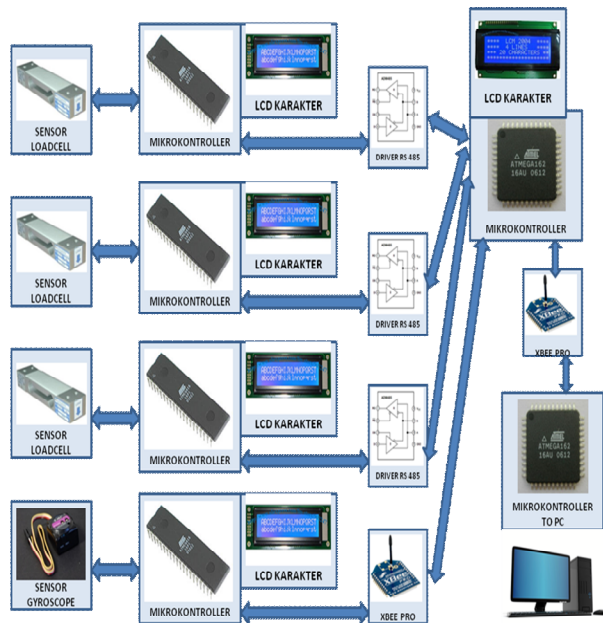 SENSOR
LOADCELL
MIKROKONTROLLER
LCD KARAKTER
DRIVER RS 485
SENSOR
LOADCELL
MIKROKONTROLLER
LCD KARAKTER
DRIVER RS 485
SENSOR
LOADCELL
MIKROKONTROLLER
LCD KARAKTER
DRIVER RS 485
SENSOR
GYROSCOPE
MIKROKONTROLLER
LCD KARAKTER
XBEE PRO
LCM 2004
4 LINES
20 CHARACTERS
LCD KARAKTER
ATMEGA162
16AU 0612
MIKROKONTROLLER
XBEE PRO
ATMEGA162
16AU 0612
MIKROKONTROLLER
TO PC